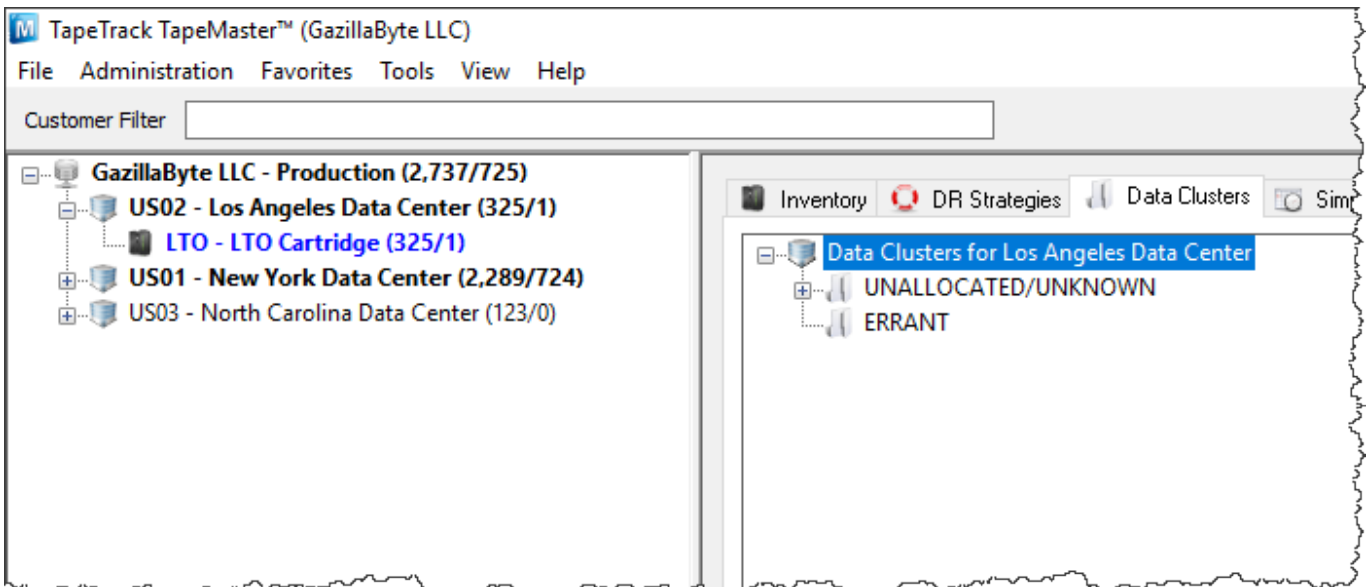 TapeTrack TapeMaster™ (GazillaByte LLC)
File Administration Favorites Tools View Help
Customer Filter
GazillaByte LLC - Production (2,737/725)
US02 - Los Angeles Data Center (325/1)
LTO - LTO Cartridge (325/1)
US01 - New York Data Center (2,289/724)
US03 - North Carolina Data Center (123/0)
Inventory DR Strategies Data Clusters
Data Clusters for Los Angeles Data Center
UNALLOCATED/UNKNOWN
ERRANT